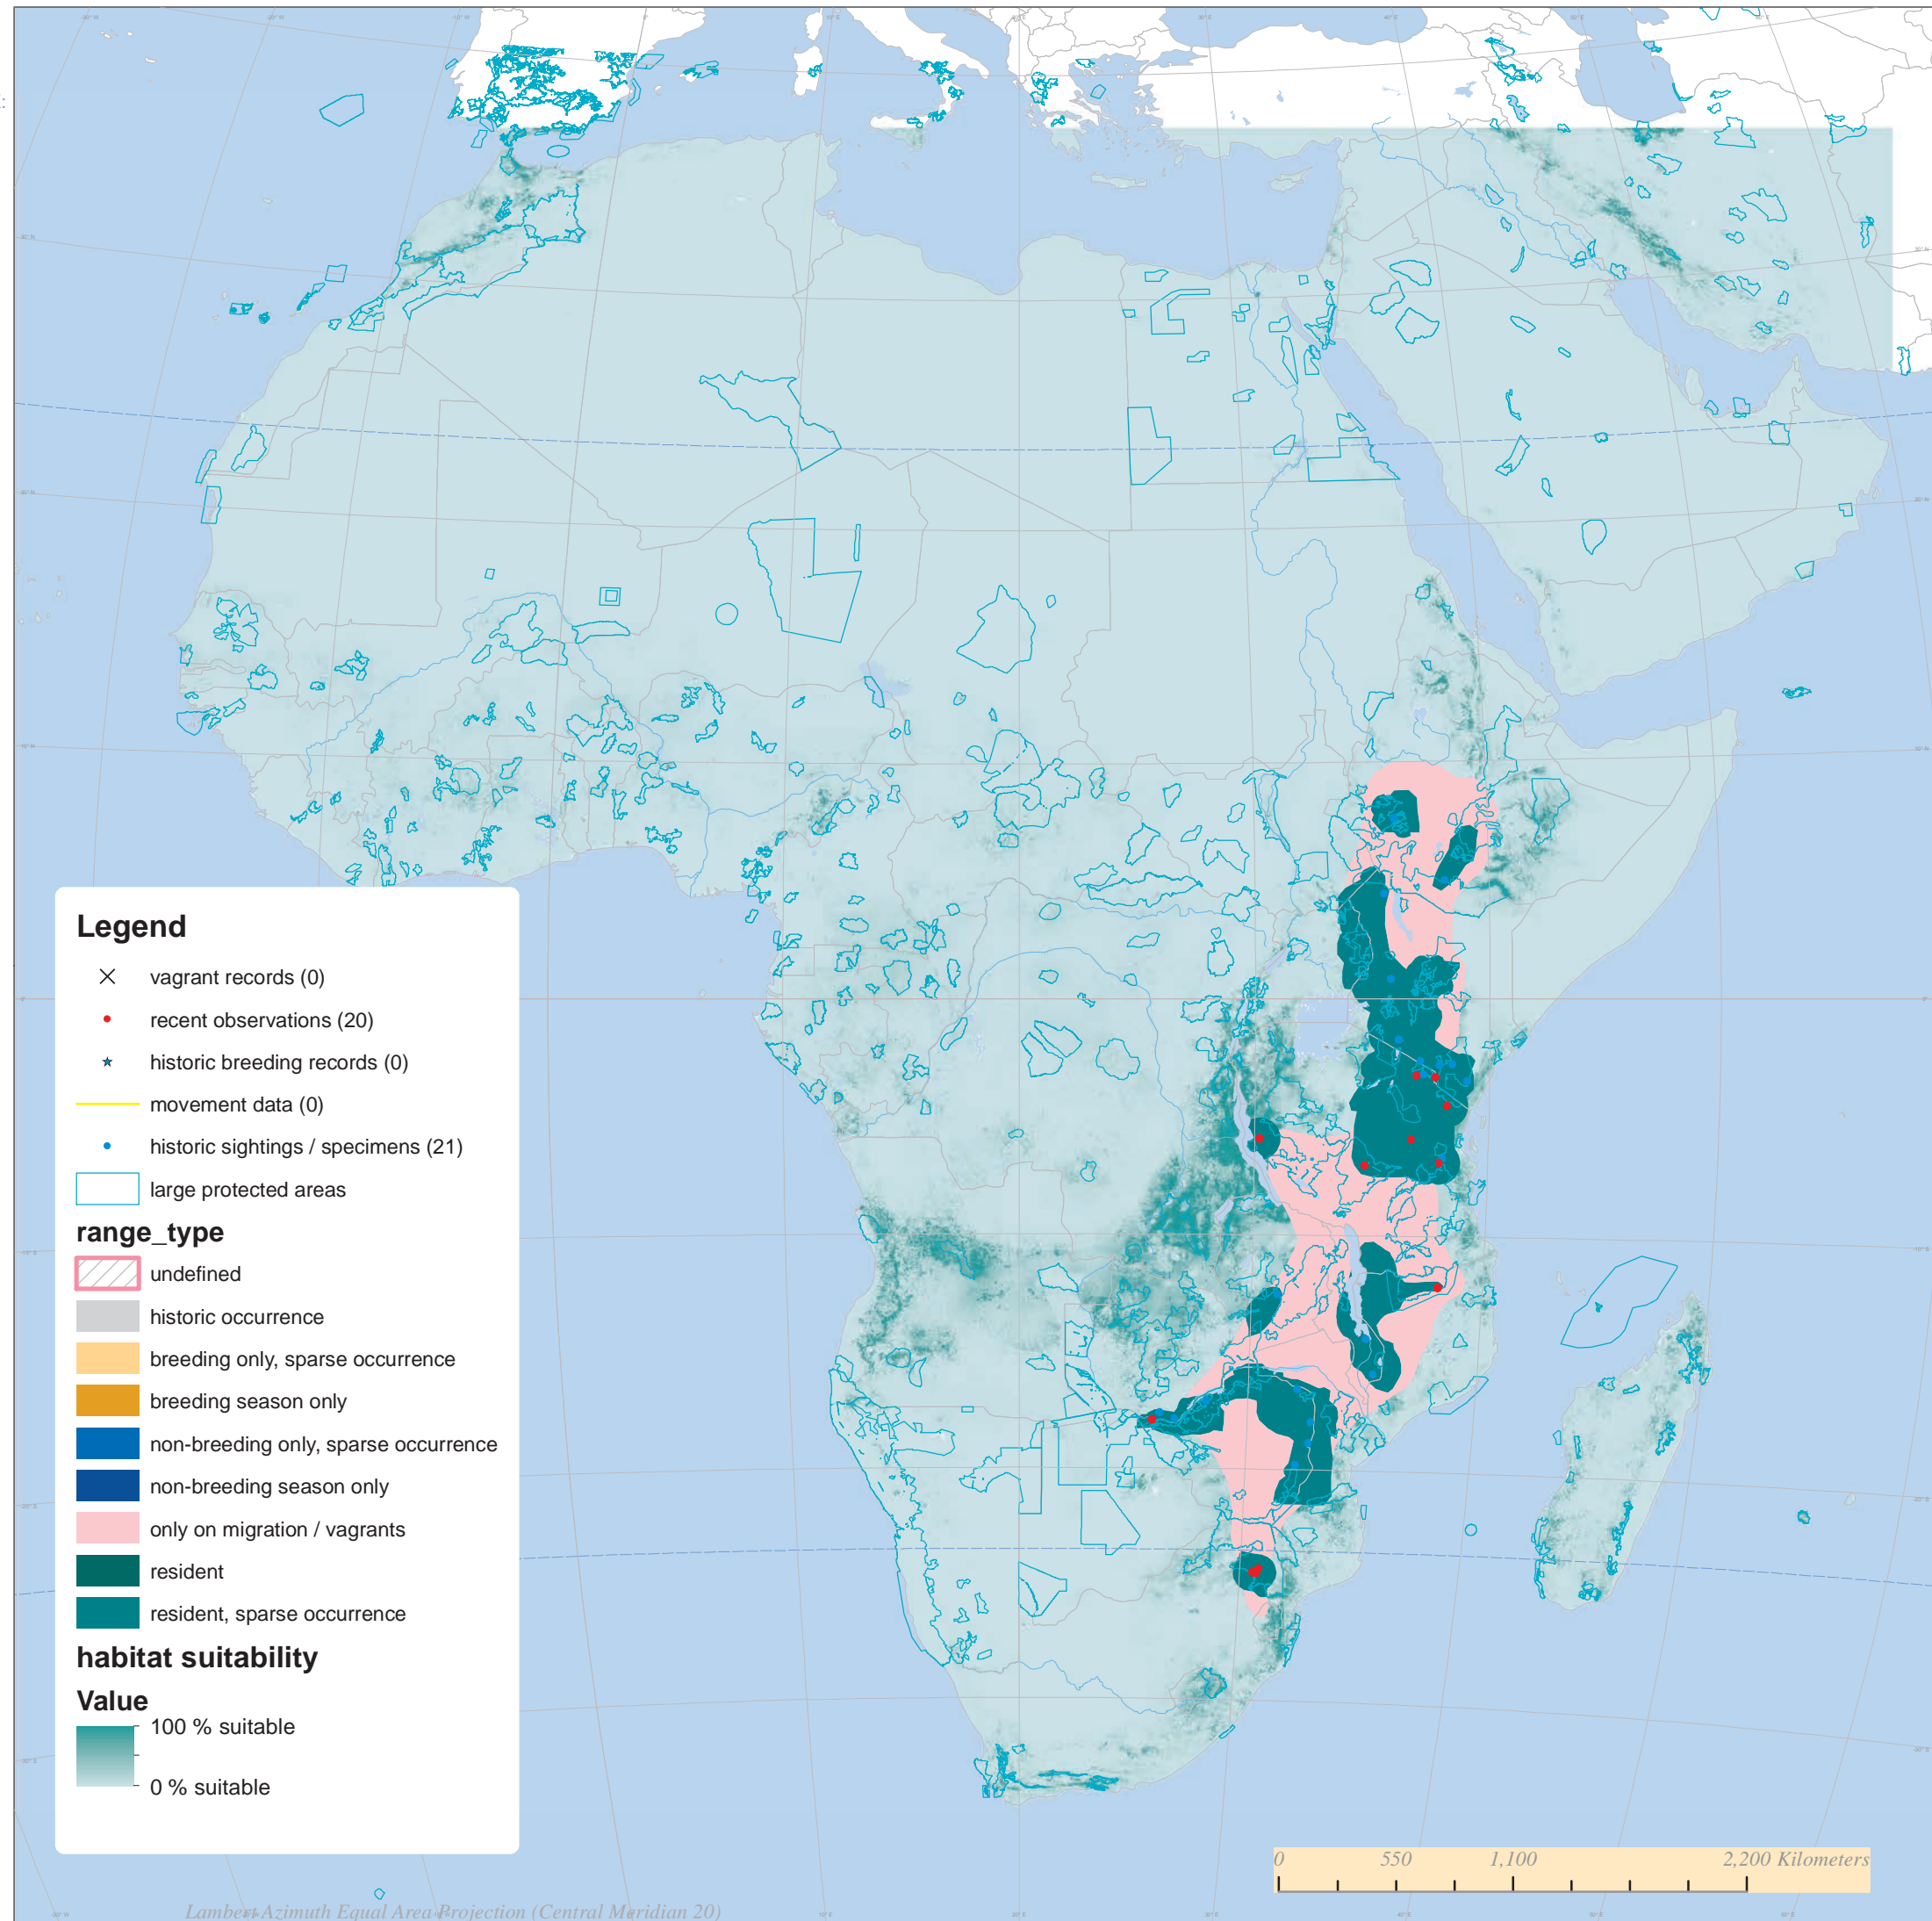 Legend
vagrant records (0)
recent observations (20)
historic breeding records (0)
movement data (0)
historic sightings / specimens (21)
large protected areas
range_type
undefined
historic occurrence
breeding only, sparse occurrence
breeding season only
non-breeding only, sparse occurrence
non-breeding season only
only on migration / vagrants
resident
resident, sparse occurrence
habitat suitability
Value
100 % suitable
0 % suitable
0 550 1,100 2,200 Kilometers
Lambert Azimuth Equal Area Projection (Central Meridian 20)